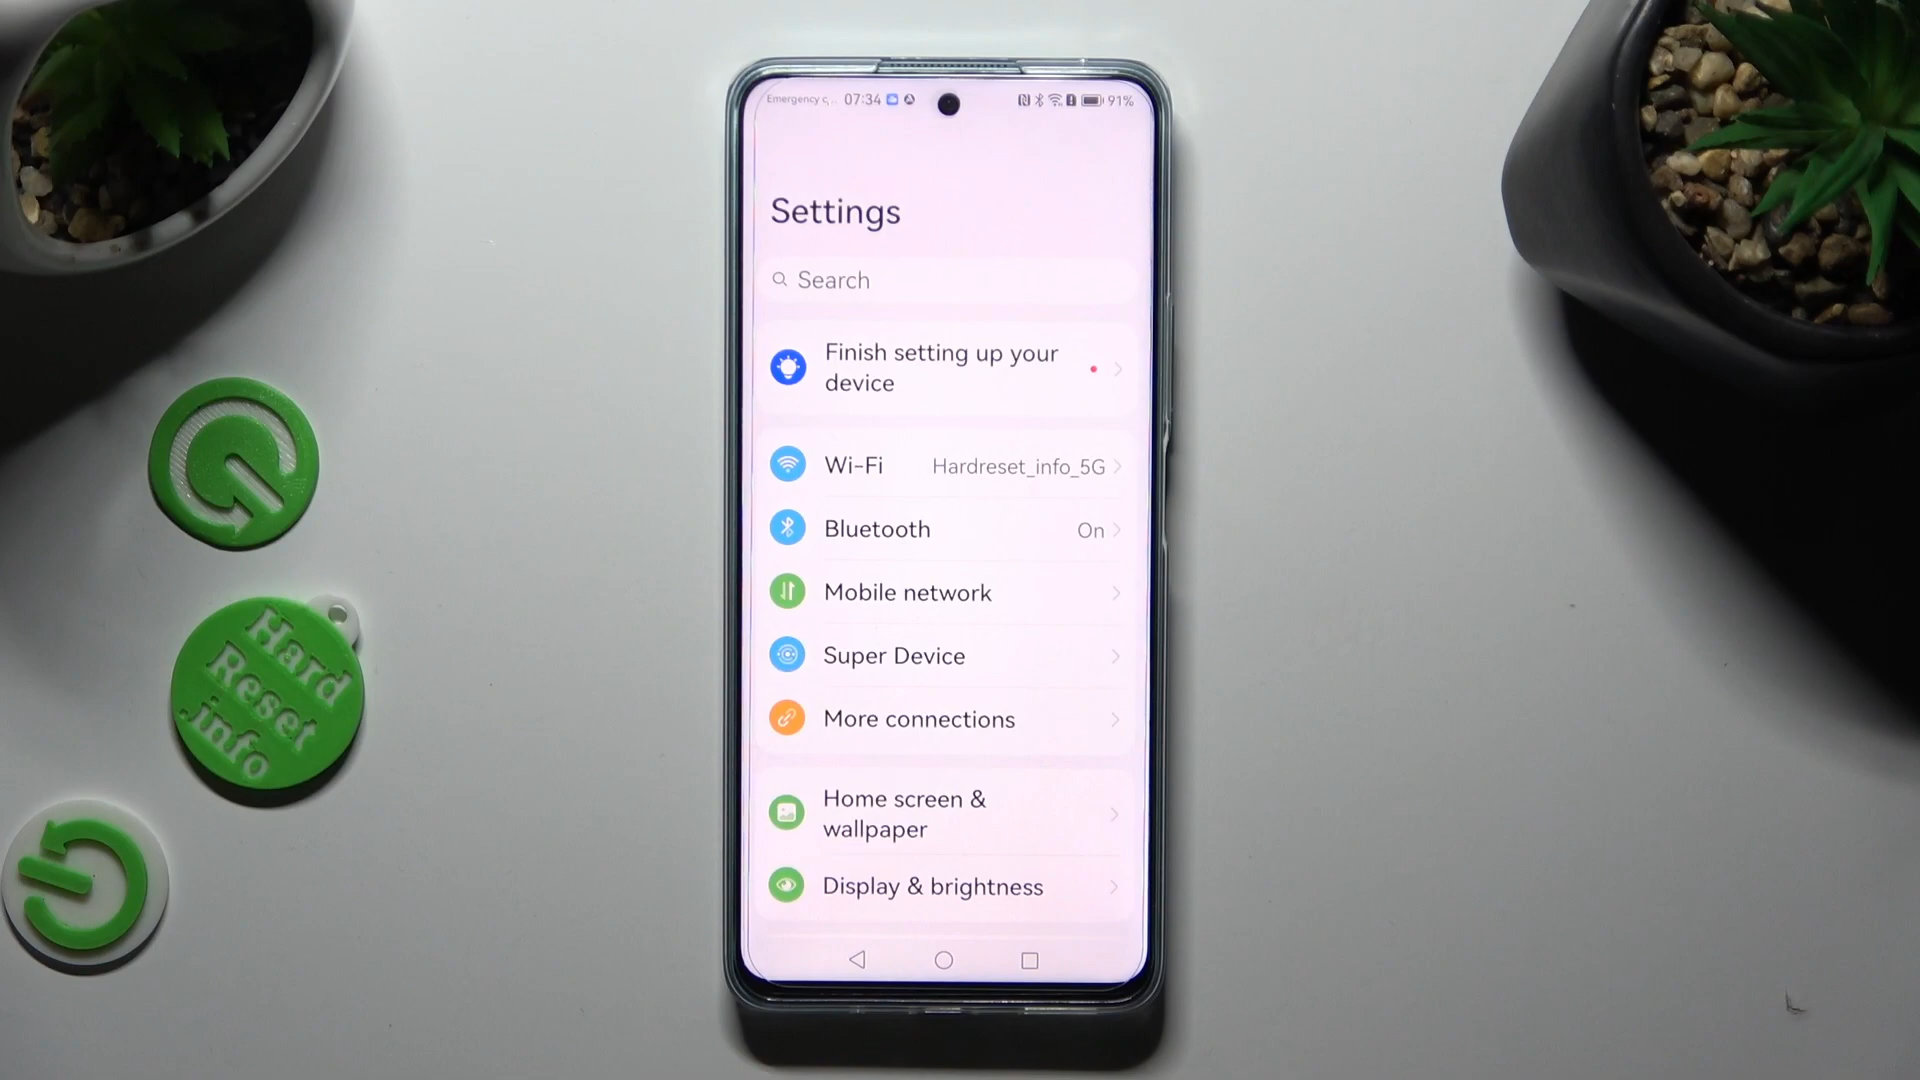 Emergency c... 07:34 91%
Settings
Search
Finish setting up your
device
Wi-Fi Hardreset_info_5G
Bluetooth On
Mobile network
Super Device
More connections
Home screen &
wallpaper
Display & brightness
Hard
Reset
.info